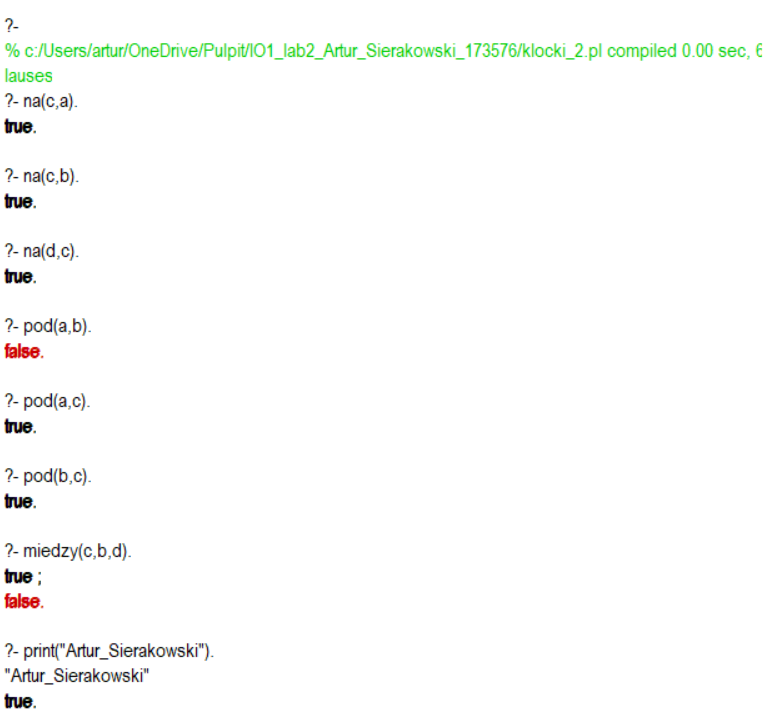 ?-
% c:/Users/artur/OneDrive/Pulpit/IO1_lab2_Artur_Sierakowski_173576/klocki_2.pl compiled 0.00 sec, 6
lauses
?- na(c,a).
true.
?- na(c,b).
true.
?- na(d,c).
true.
?- pod(a,b).
false.
?- pod(a,c).
true.
?- pod(b,c).
true.
?- miedzy(c,b,d).
true ;
false.
?- print("Artur_Sierakowski").
"Artur_Sierakowski"
true.